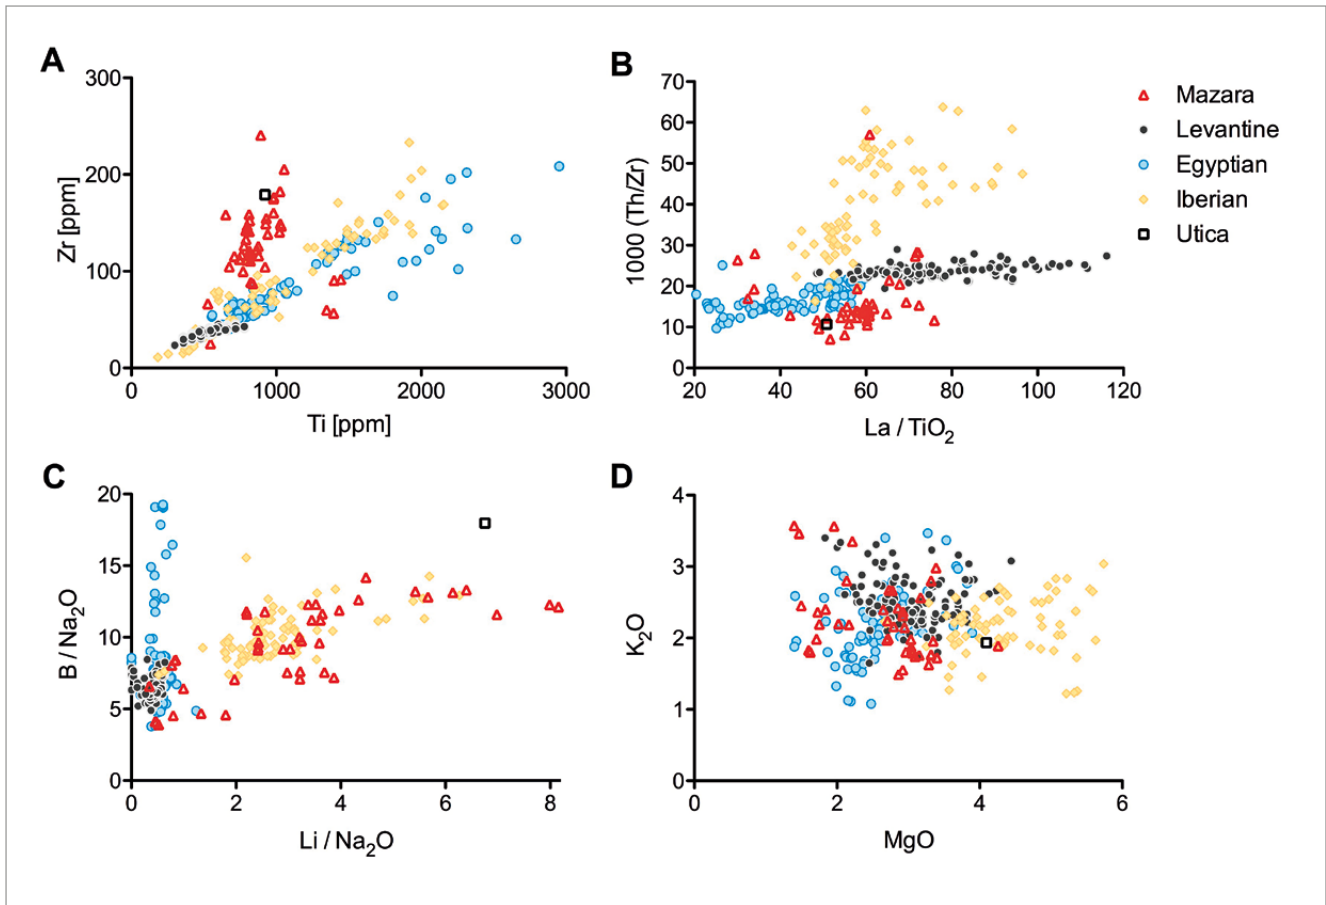 A
Zr [ppm]
300
200
100
0
0 1000 2000 3000
Ti [ppm]
B
1000 (Th/Zr)
70
60
50
40
30
20
10
0
20 40 60 80 100 120
La / TiO₂
Mazara
Levantine
Egyptian
Iberian
Utica
C
B / Na₂O
20
15
10
5
0
0 2 4 6 8
Li / Na₂O
D
K₂O
4
3
2
1
0
0 2 4 6
MgO